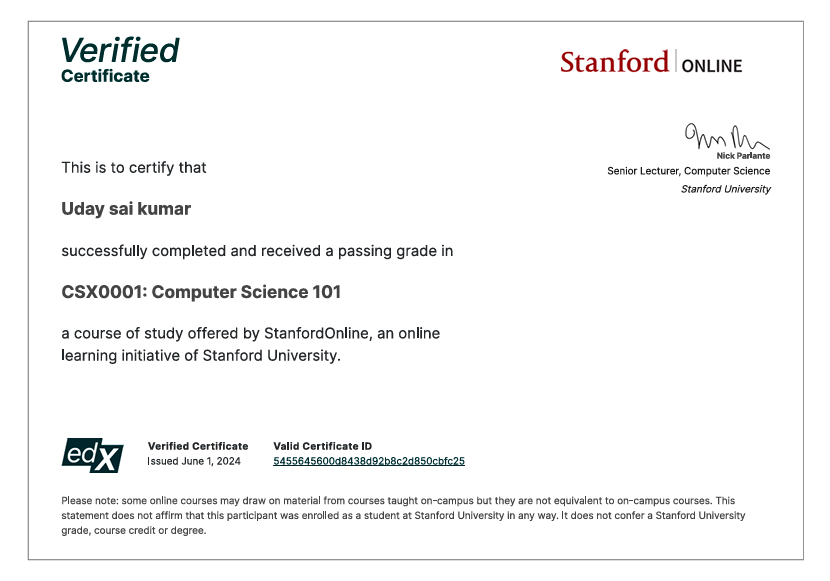 Verified
Certificate
Stanford ONLINE
Nick Parlante
Senior Lecturer, Computer Science
Stanford University
This is to certify that
Uday sai kumar
successfully completed and received a passing grade in
CSX0001: Computer Science 101
a course of study offered by StanfordOnline, an online
learning initiative of Stanford University.
edX
Verified Certificate
Issued June 1, 2024
Valid Certificate ID
5455645600d8438d92b8c2d850cbfc25
Please note: some online courses may draw on material from courses taught on-campus but they are not equivalent to on-campus courses. This
statement does not affirm that this participant was enrolled as a student at Stanford University in any way. It does not confer a Stanford University
grade, course credit or degree.